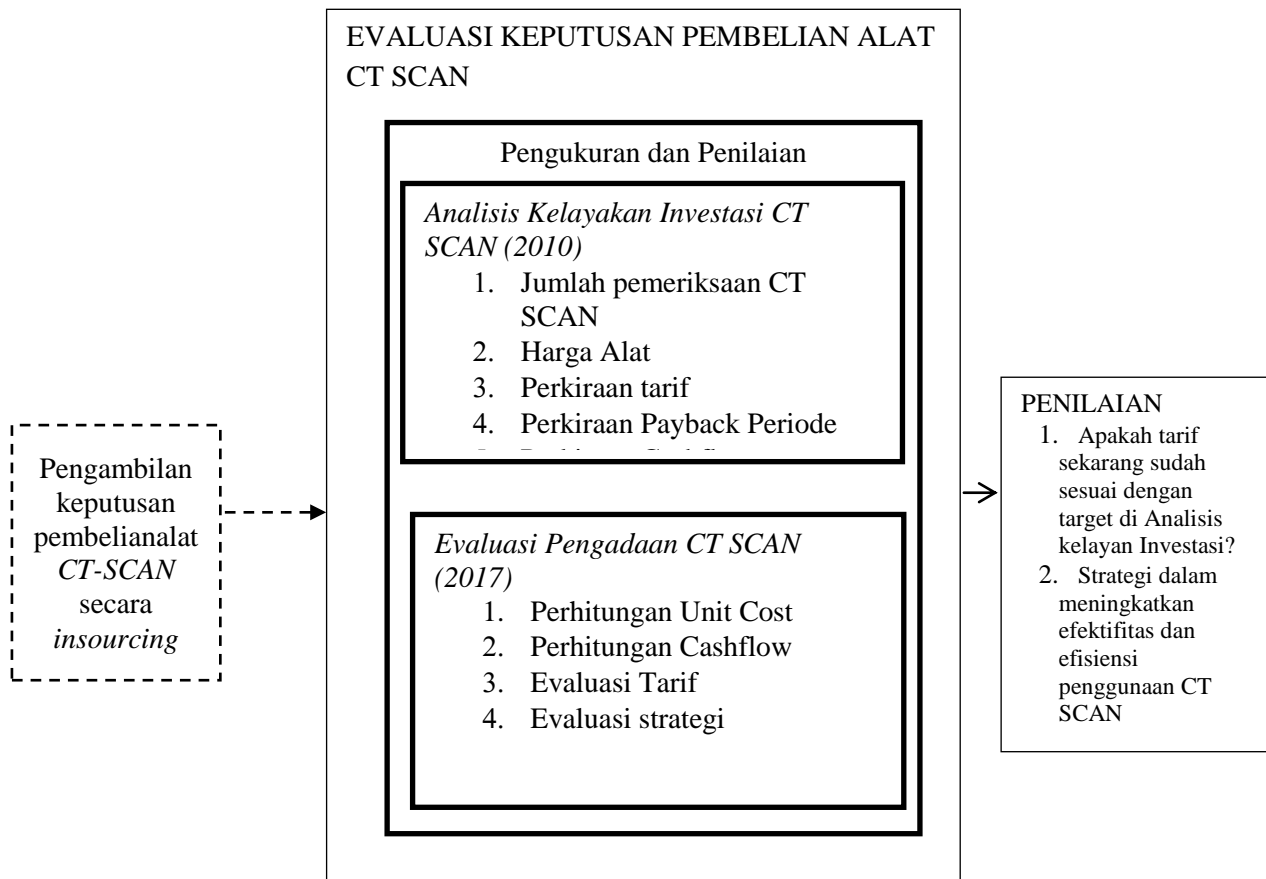 EVALUASI KEPUTUSAN PEMBELIAN ALAT
CT SCAN
Pengukuran dan Penilaian
Analisis Kelayakan Investasi CT
SCAN (2010)
1. Jumlah pemeriksaan CT
SCAN
2. Harga Alat
3. Perkiraan tarif
4. Perkiraan Payback Periode
Pengambilan
keputusan
pembelianalat
CT-SCAN
secara
insourcing
Evaluasi Pengadaan CT SCAN
(2017)
1. Perhitungan Unit Cost
2. Perhitungan Cashflow
3. Evaluasi Tarif
4. Evaluasi strategi
PENILAIAN
1. Apakah tarif
sekarang sudah
sesuai dengan
target di Analisis
kelayan Investasi?
2. Strategi dalam
meningkatkan
efektifitas dan
efisiensi
penggunaan CT
SCAN